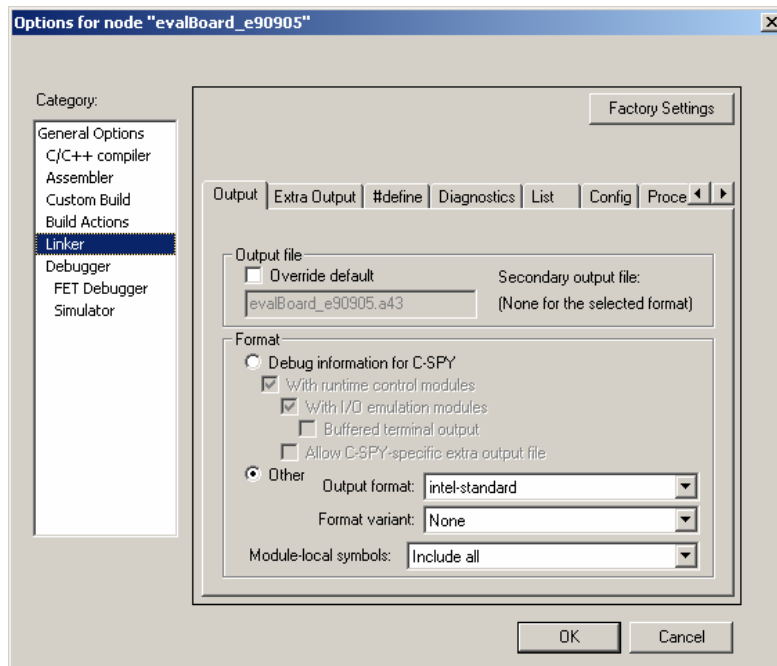 Options for node "evalBoard_e90905"
Category:
General Options
C/C++ compiler
Assembler
Custom Build
Build Actions
Linker
Debugger
FET Debugger
Simulator
Factory Settings
Output
Extra Output
#define
Diagnostics
List
Config
Proce
Output file
Override default
Secondary output file:
evalBoard_e90905.a43
(None for the selected format)
Format
Debug information for C-SPY
With runtime control modules
With I/O emulation modules
Buffered terminal output
Allow C-SPY-specific extra output file
Other
Output format:
intel-standard
Format variant:
None
Module-local symbols:
Include all
OK
Cancel